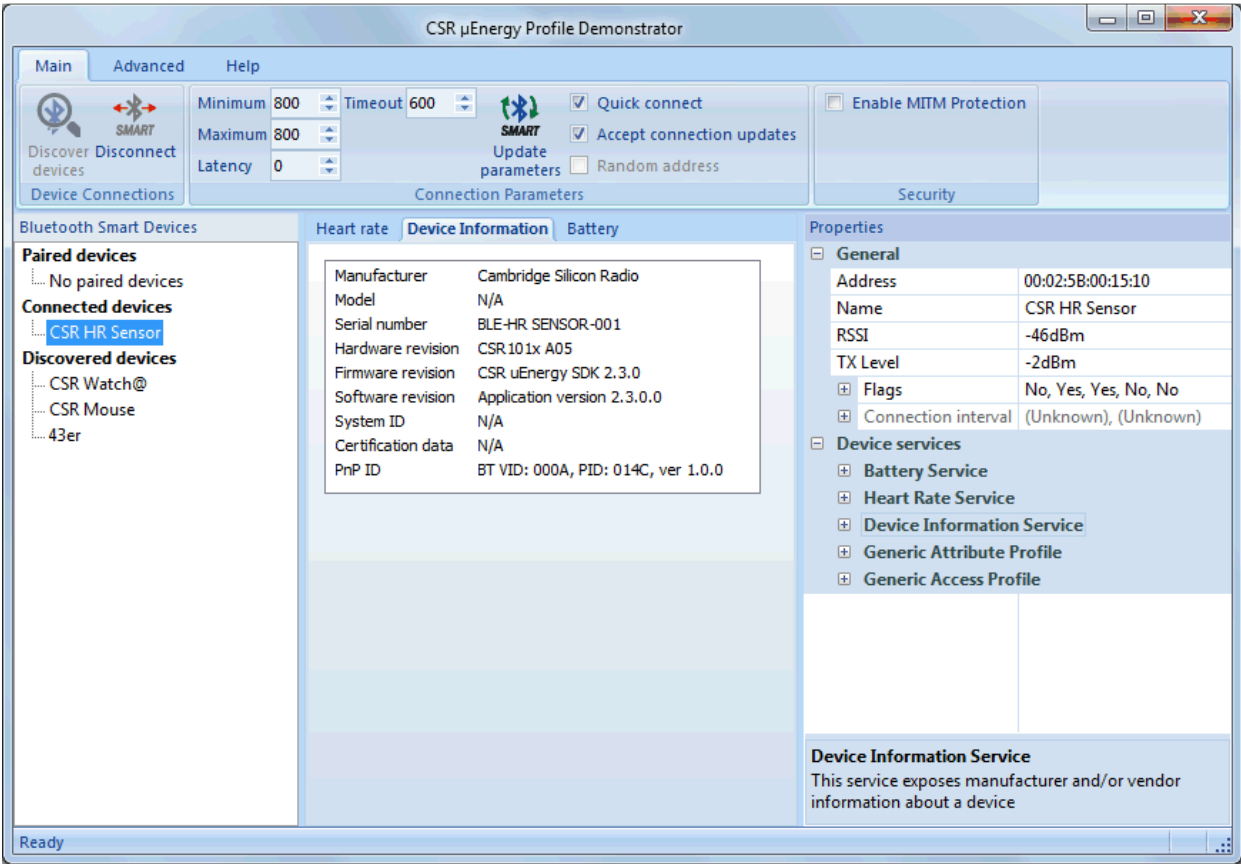 CSR µEnergy Profile Demonstrator
Main Advanced Help
Minimum 800 Timeout 600
Maximum 800
Latency 0
Discover devices
SMART
Disconnect
Device Connections
SMART
Update parameters
Quick connect
Accept connection updates
Random address
Connection Parameters
Enable MITM Protection
Security
Bluetooth Smart Devices
Paired devices
No paired devices
Connected devices
CSR HR Sensor
Discovered devices
CSR Watch@
CSR Mouse
43er
Heart rate Device Information Battery
Manufacturer Cambridge Silicon Radio
Model N/A
Serial number BLE-HR SENSOR-001
Hardware revision CSR101x A05
Firmware revision CSR uEnergy SDK 2.3.0
Software revision Application version 2.3.0.0
System ID N/A
Certification data N/A
PnP ID BT VID: 000A, PID: 014C, ver 1.0.0
Properties
General
Address 00:02:5B:00:15:10
Name CSR HR Sensor
RSSI -46dBm
TX Level -2dBm
Flags No, Yes, Yes, No, No
Connection interval (Unknown), (Unknown)
Device services
Battery Service
Heart Rate Service
Device Information Service
Generic Attribute Profile
Generic Access Profile
Device Information Service
This service exposes manufacturer and/or vendor
information about a device
Ready